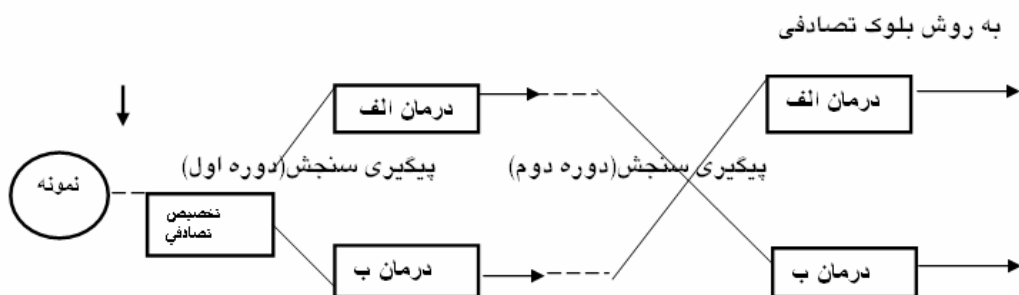 به روش بلوک تصادفی
درمان الف
درمان الف
پیگیری سنجش(دوره اول)
پیگیری سنجش(دوره دوم)
نمونه
تخصیص
تصادفي
درمان ب
درمان ب